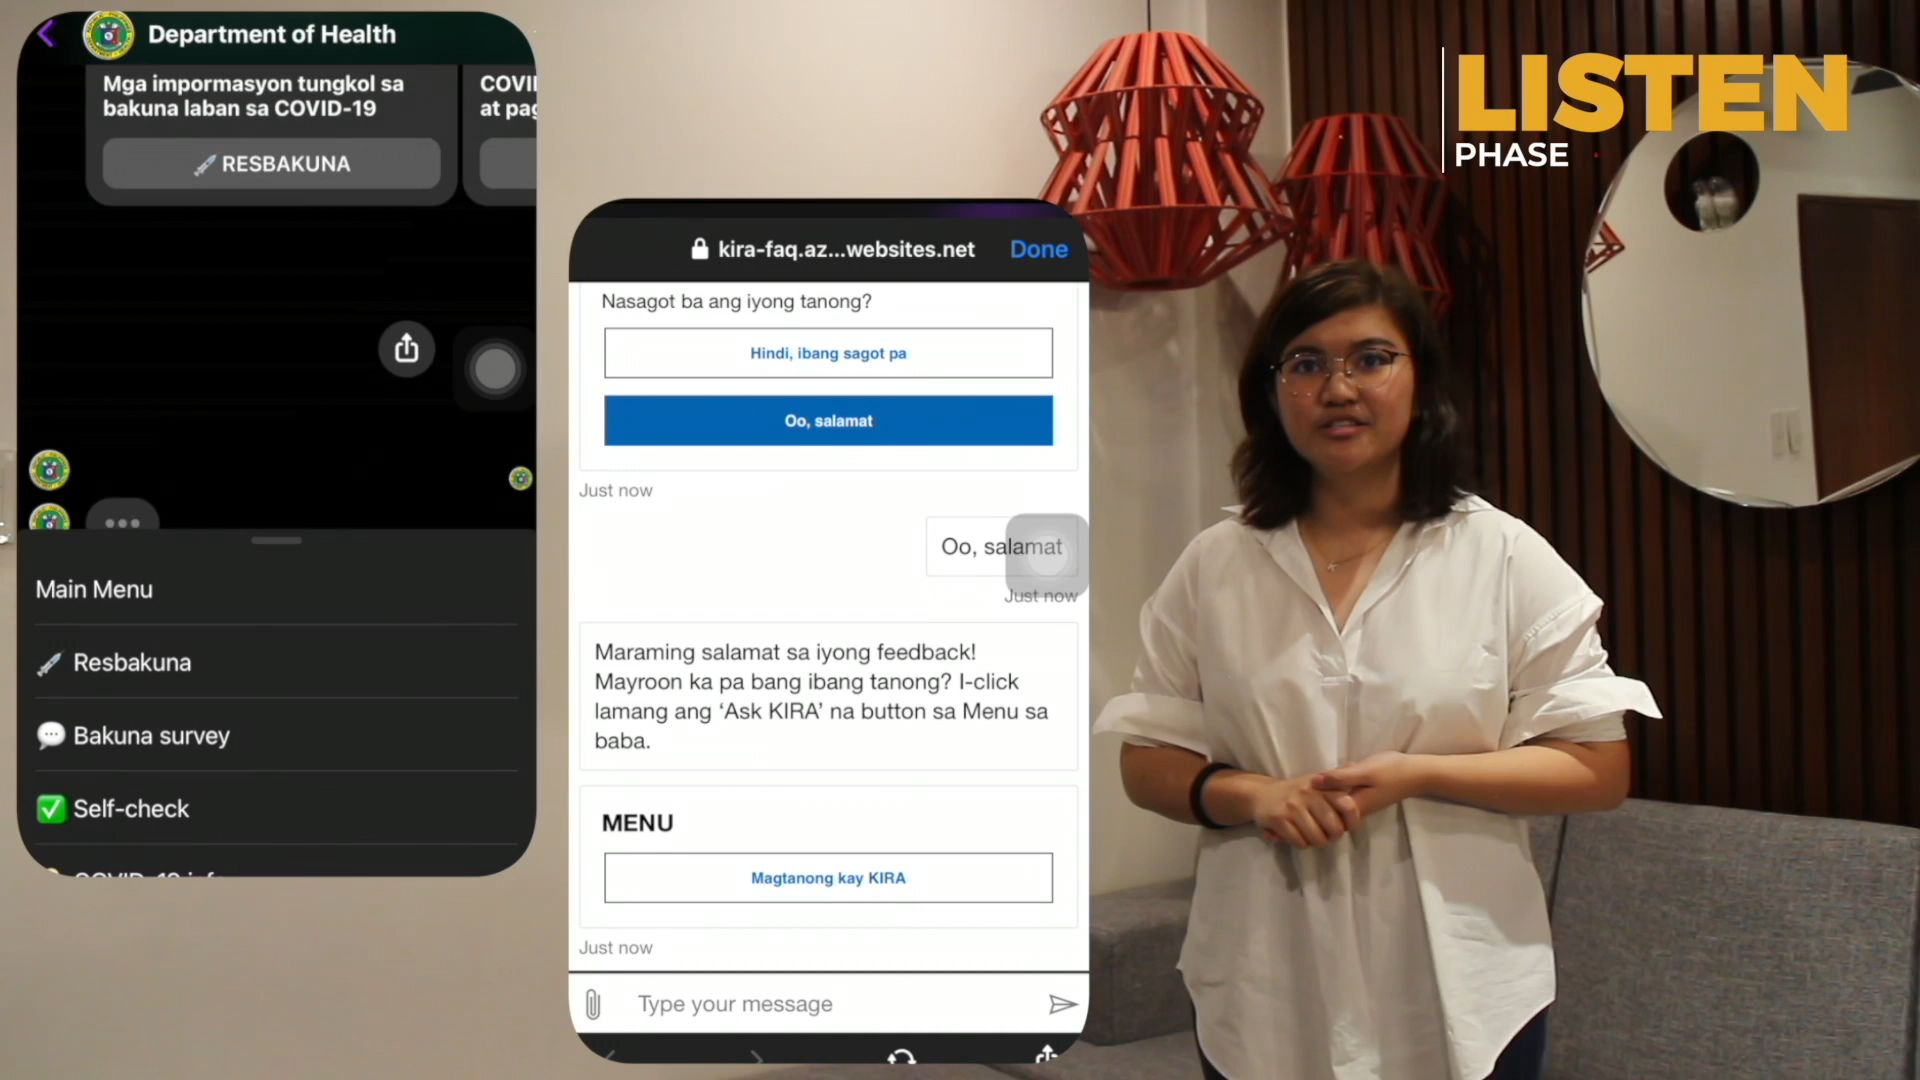 Department of Health
Mga impormasyon tungkol sa
bakuna laban sa COVID-19
RESBAKUNA
Main Menu
Resbakuna
Bakuna survey
Self-check
kira-faq.az...websites.net
Done
Nasagot ba ang iyong tanong?
Hindi, ibang sagot pa
Oo, salamat
Just now
Oo, salamat
Just now
Maraming salamat sa iyong feedback!
Mayroon ka pa bang ibang tanong? I-click
lamang ang ‘Ask KIRA’ na button sa Menu sa
baba.
MENU
Magtanong kay KIRA
Just now
Type your message
LISTEN
PHASE